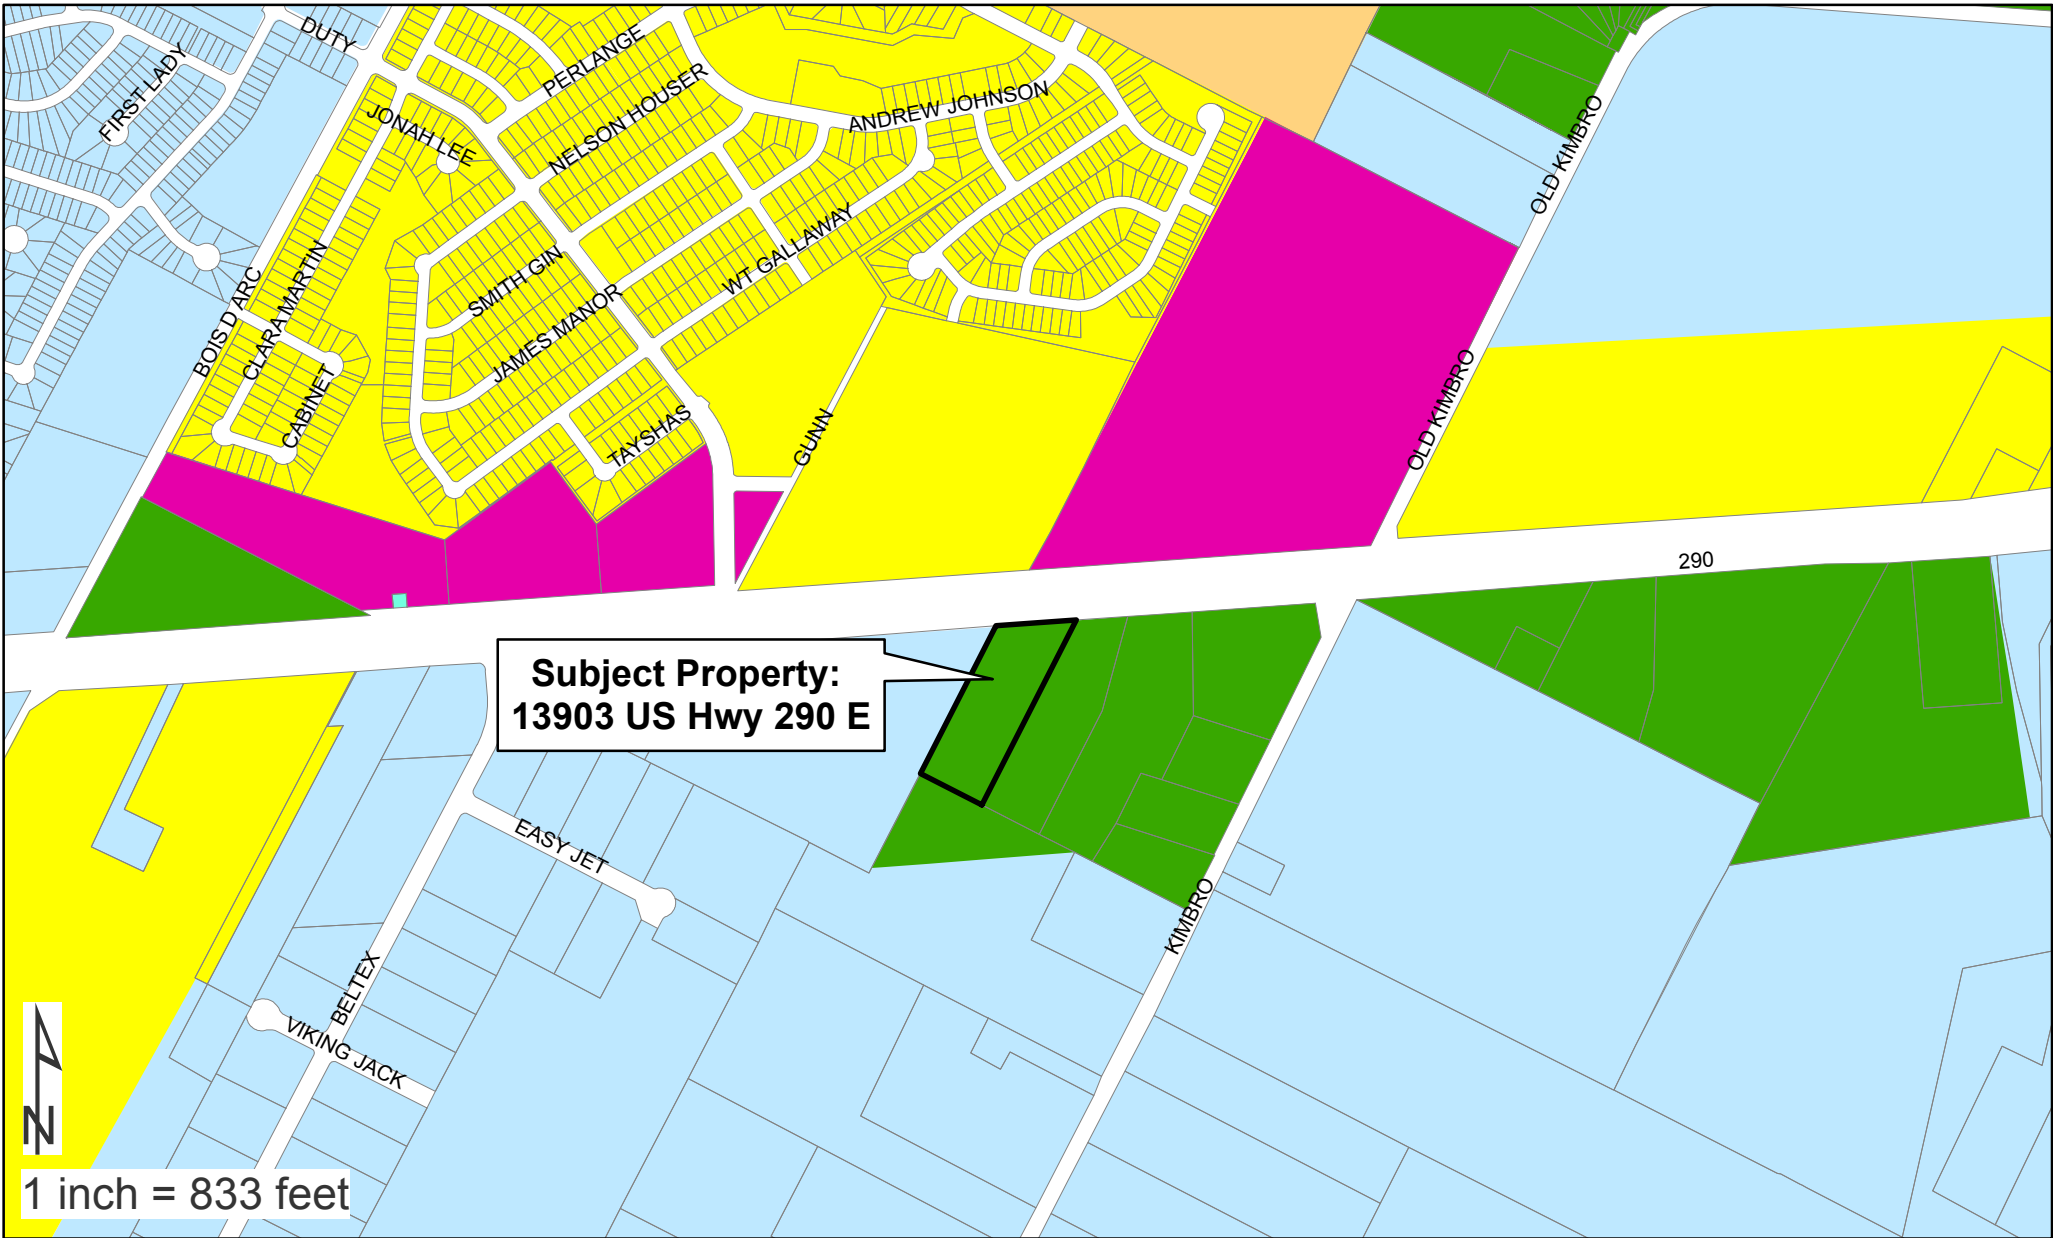 DUTY
FIRST LADY
PERLANGE
JONAH LEE
NELSON HOUSER
ANDREW JOHNSON
OLD KIMBRO
BOIS D ARC
CLARA MARTIN
SMITH GIN
WT GALLAWAY
JAMES MANOR
CABINET
TAYSHAS
GUNN
OLD KIMBRO
290
Subject Property:
13903 US Hwy 290 E
EASY JET
KIMBRO
BELTEX
VIKING JACK
N
1 inch = 833 feet